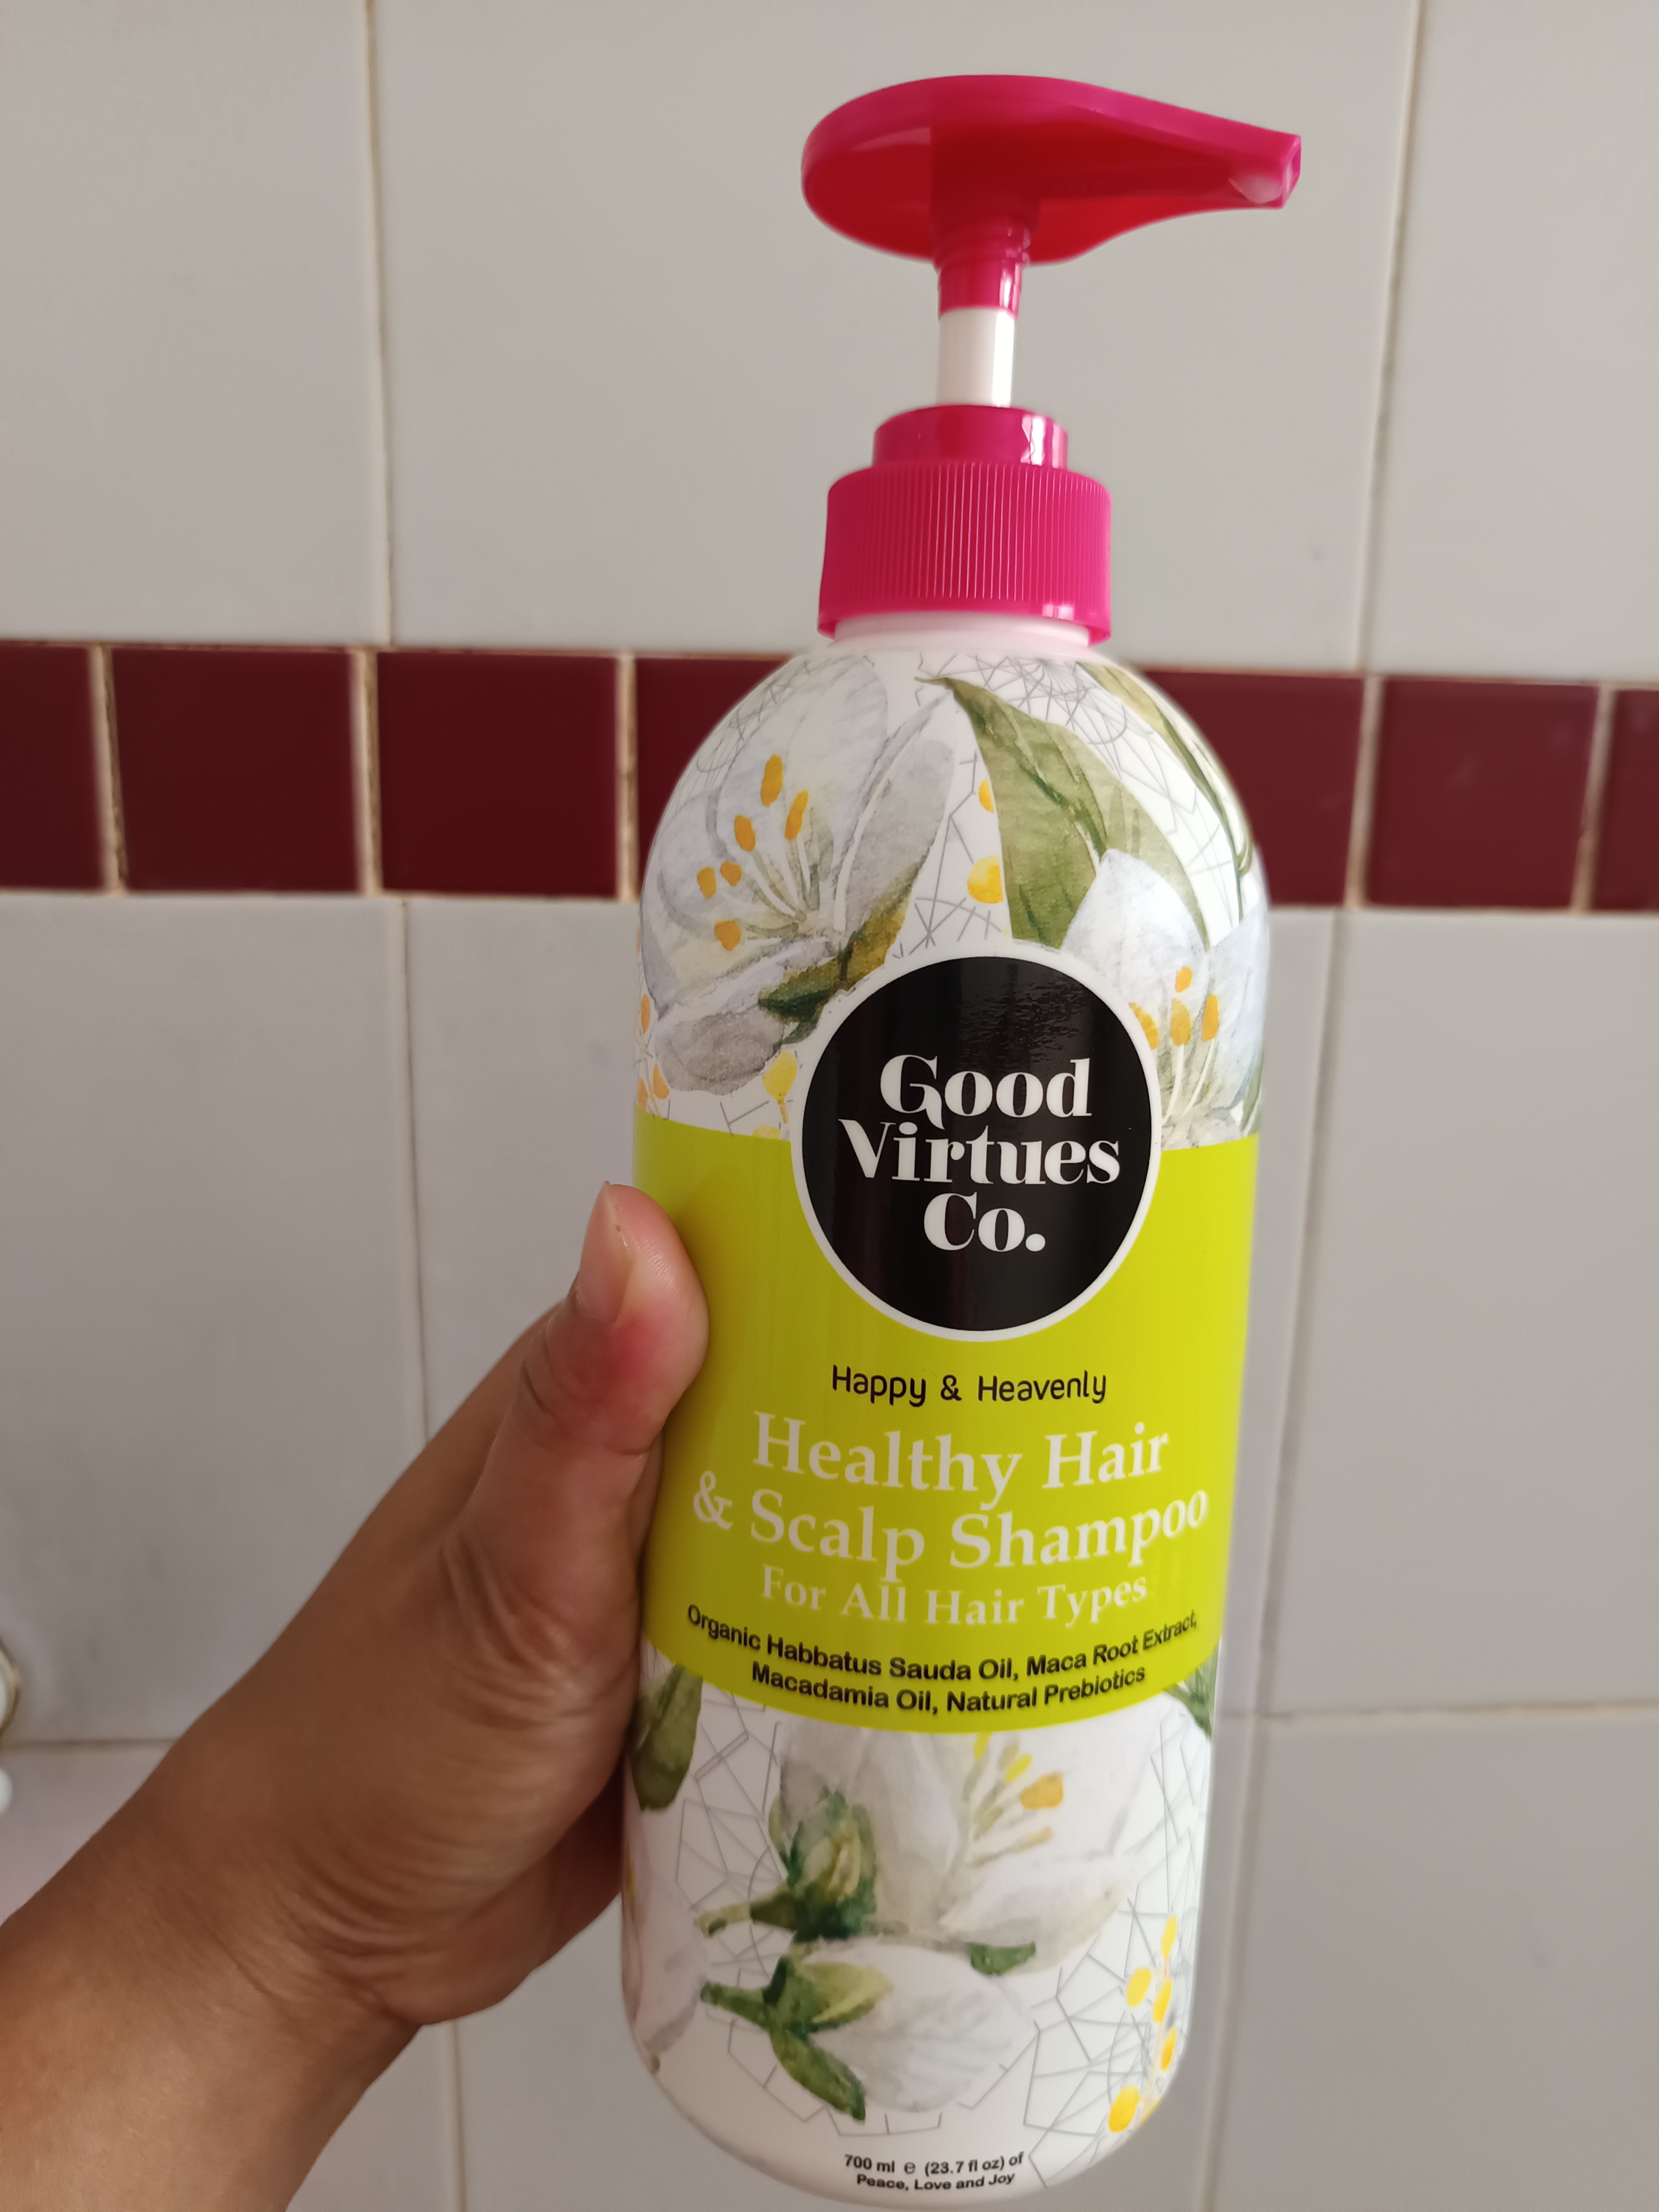 Good
Virtues
Co.
Happy & Heavenly
Healthy Hair
& Scalp Shampoo
For All Hair Types
Organic Habbatus Sauda Oil, Maca Root Extract,
Macadamia Oil, Natural Prebiotics
700 ml e (23.7 fl oz) of
Peace, Love and Joy